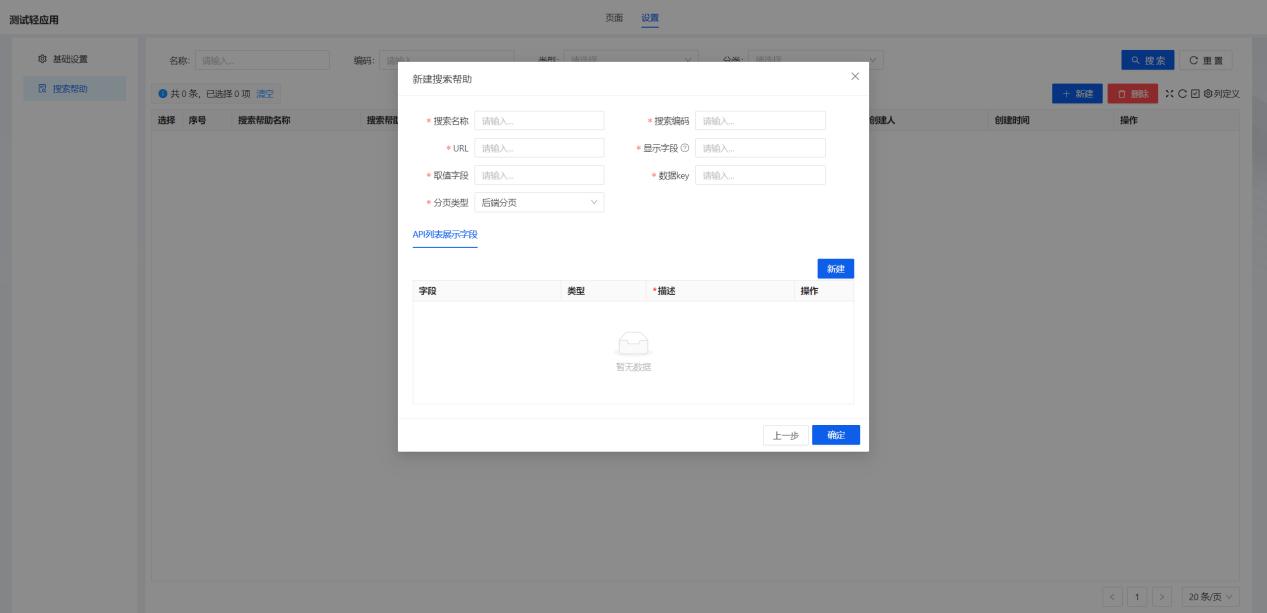 测试轻应用 页面 设置
基础设置
搜索帮助
名称: 请输入... 编码: 请输入... 类型: 请选择 分类: 请选择 搜索 重置
共 0 条，已选择 0 项 清空 新建 删除 列定义
选择 序号 搜索帮助名称 搜索帮助 创建人 创建时间 操作
新建搜索帮助
*搜索名称 请输入... *搜索编码 请输入...
*URL 请输入... *显示字段 请输入...
*取值字段 请输入... *数据key 请输入...
*分页类型 后端分页
API列表展示字段
新建
字段 类型 *描述 操作
暂无数据
上一步 确定
< 1 > 20 条/页